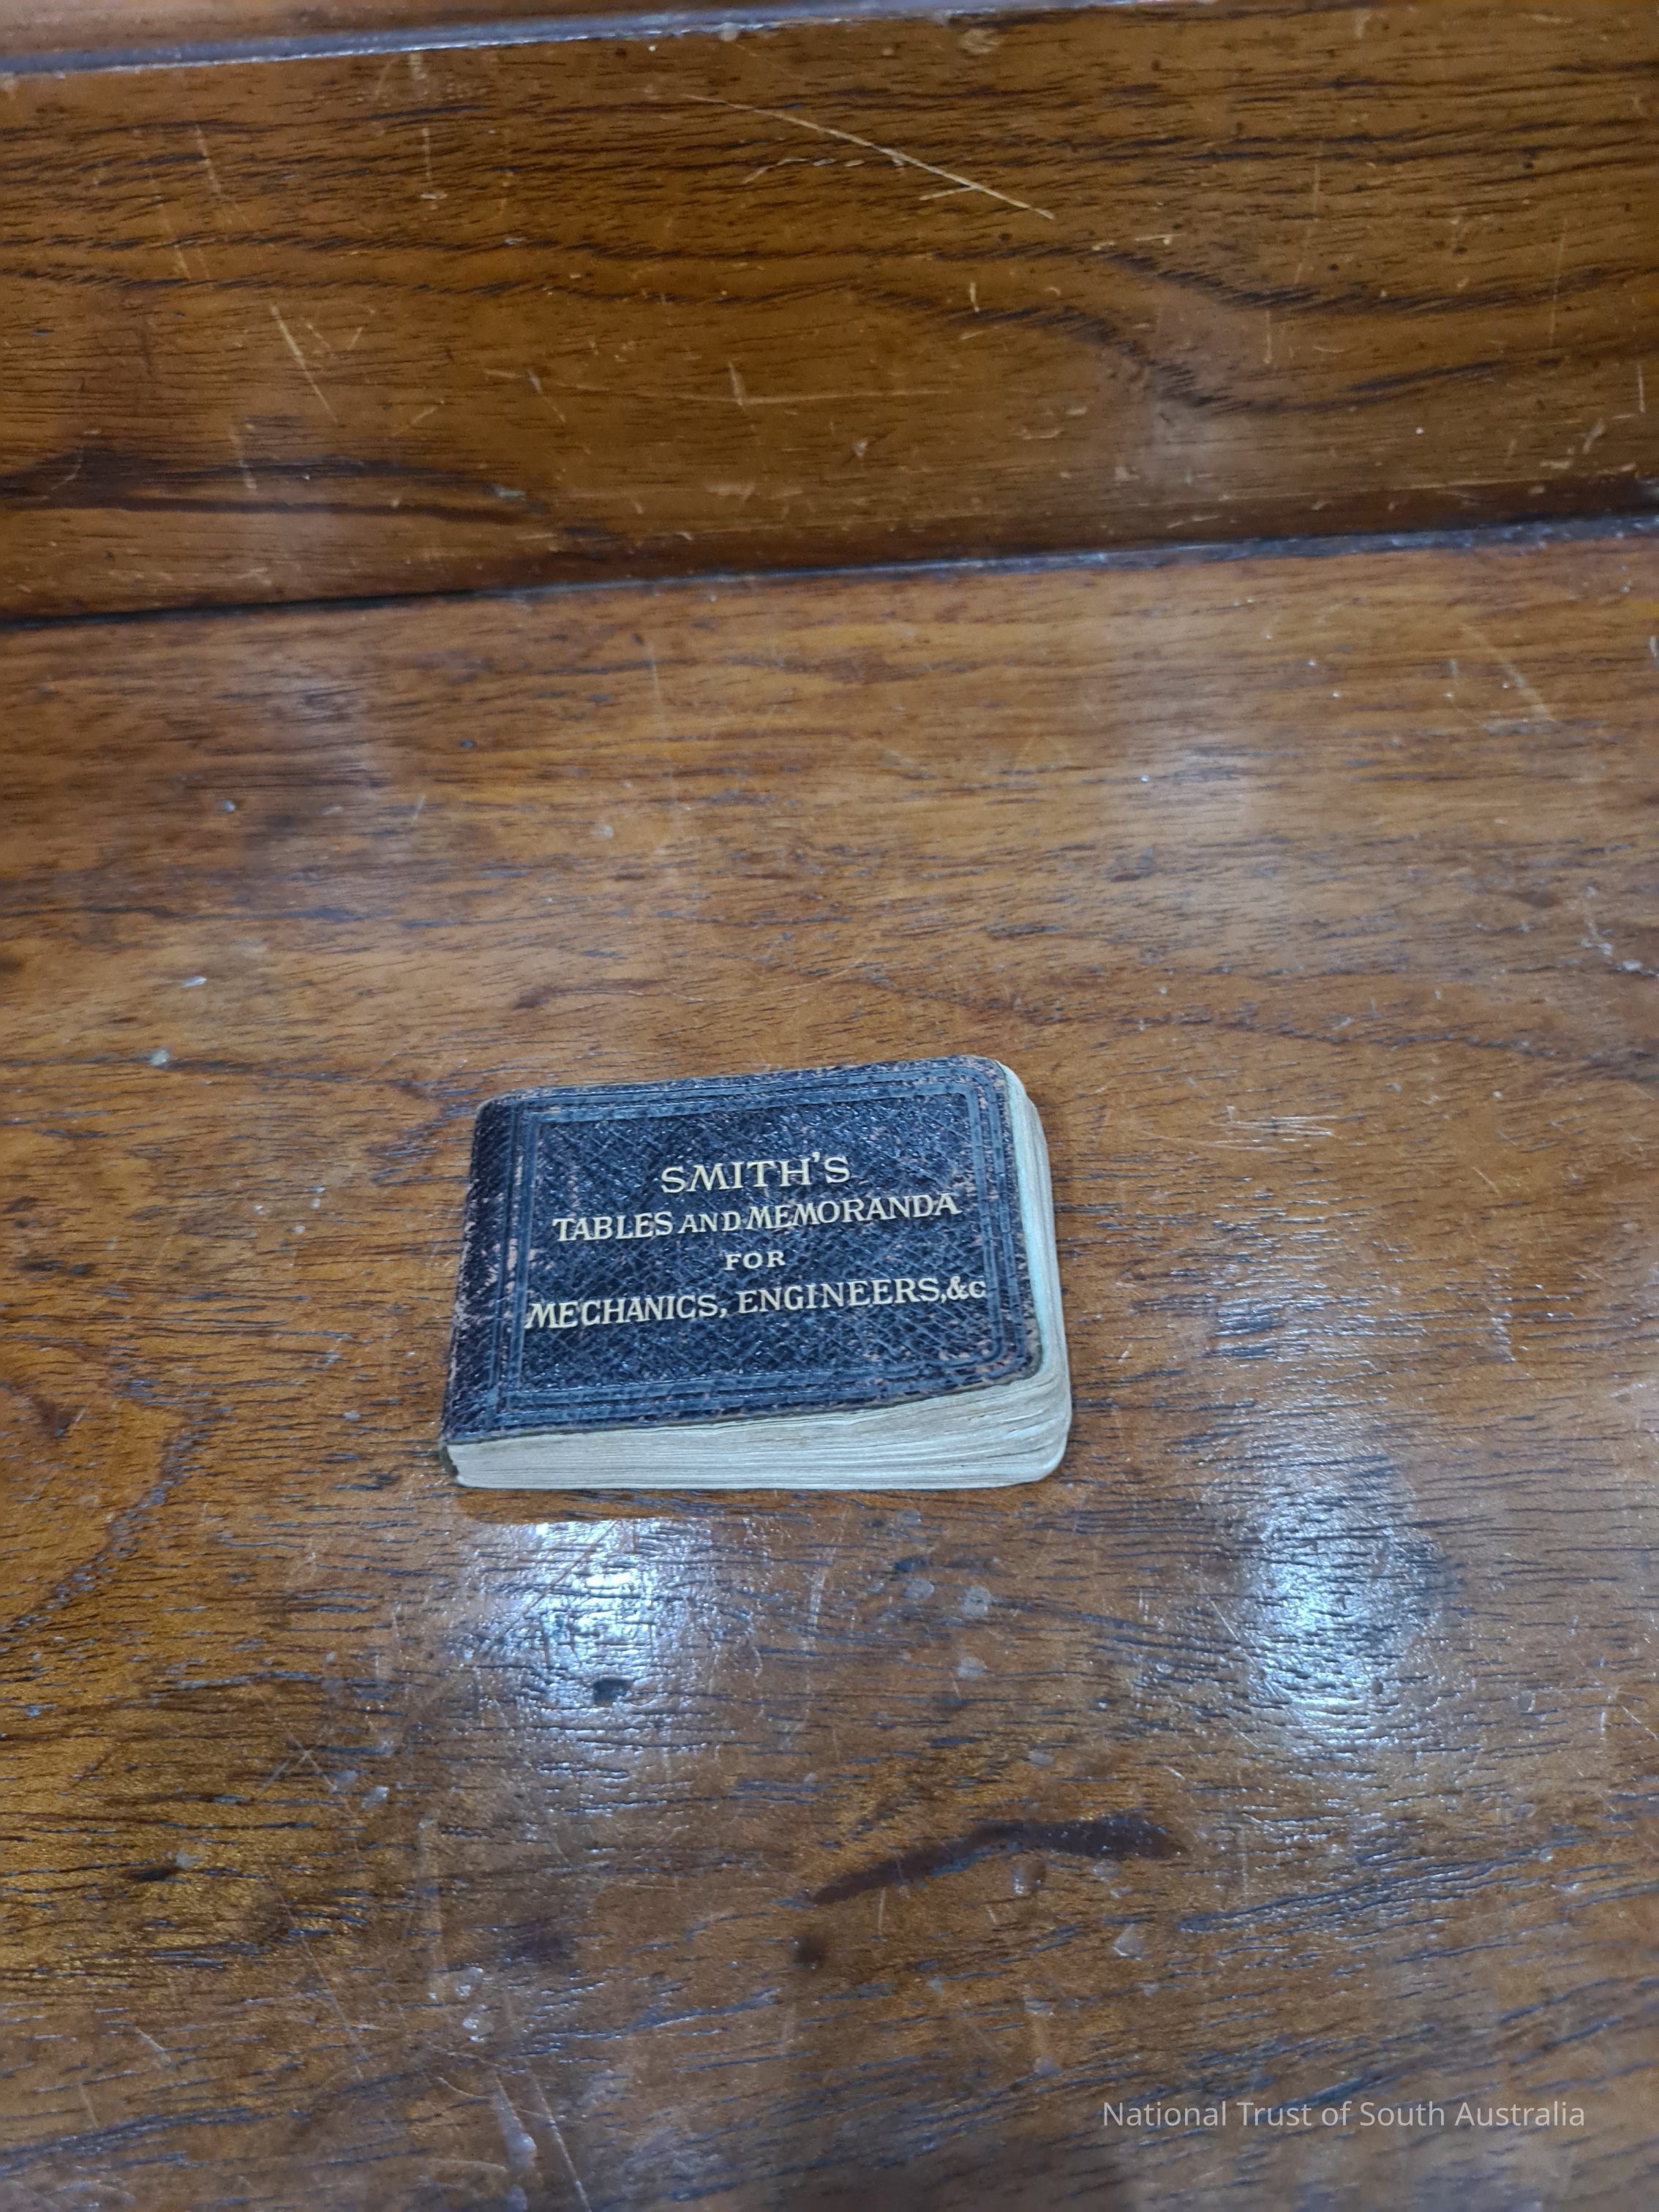 SMITH'S
TABLES AND MEMORANDA
FOR
MECHANICS, ENGINEERS,&c
National Trust of South Australia